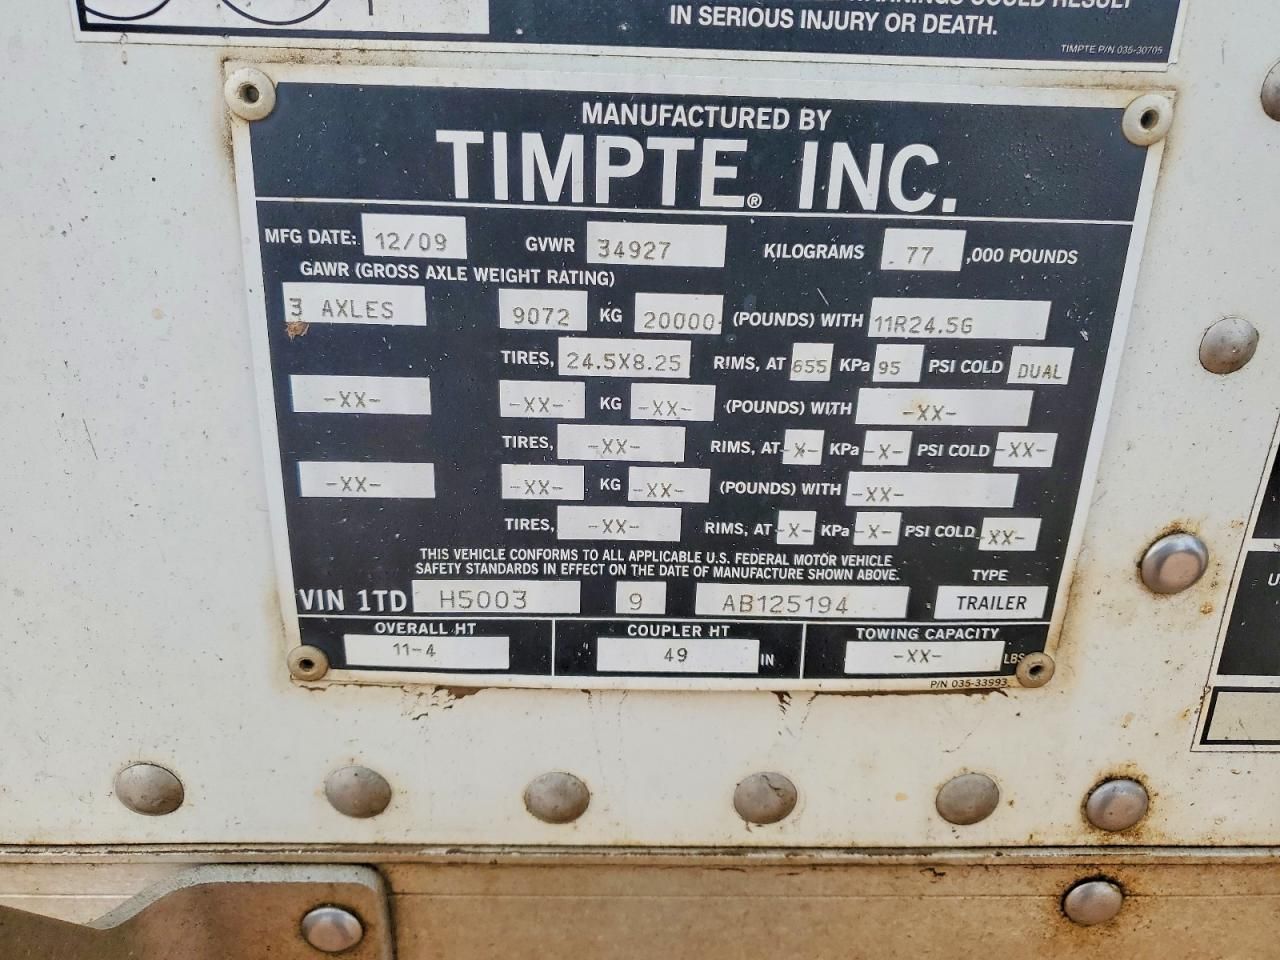 IN SERIOUS INJURY OR DEATH.
TIMPTE P/N 035-30705
MANUFACTURED BY
TIMPTE® INC.
MFG DATE: 12/09 GVWR 34927 KILOGRAMS 77 ,000 POUNDS
GAWR (GROSS AXLE WEIGHT RATING)
3 AXLES 9072 KG 20000 (POUNDS) WITH 11R24.5G
TIRES, 24.5X8.25 RIMS, AT 655 KPa 95 PSI COLD DUAL
-XX- -XX- KG -XX- (POUNDS) WITH -XX-
TIRES, -XX- RIMS, AT -X- KPa -X- PSI COLD -XX-
-XX- -XX- KG -XX- (POUNDS) WITH -XX-
TIRES, -XX- RIMS, AT -X- KPa -X- PSI COLD -XX-
THIS VEHICLE CONFORMS TO ALL APPLICABLE U.S. FEDERAL MOTOR VEHICLE
SAFETY STANDARDS IN EFFECT ON THE DATE OF MANUFACTURE SHOWN ABOVE.
TYPE
VIN 1TD H5003 9 AB125194 TRAILER
OVERALL HT COUPLER HT TOWING CAPACITY
11-4 49 IN -XX- LBS
P/N 035-33993